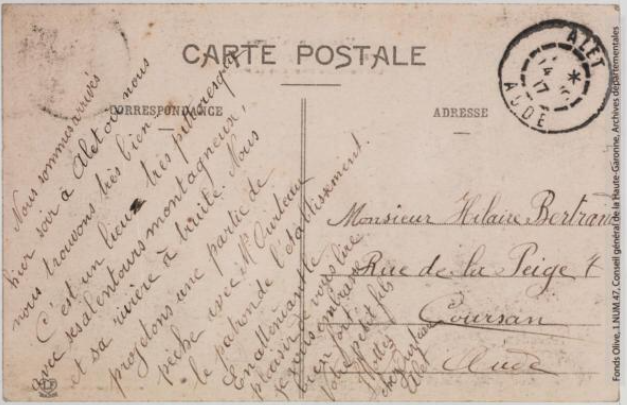 CARTE POSTALE
CORRESPONDANCE
Nous sommes arrivés
hier soir à Alet où nous
nous trouvons très bien
C'est un lieu très pittoresque
avec ses alentours montagneux,
et sa rivière à truite. Nous
projetons une partie de
pêche avec Mr
le patron de l'établissement.
En attendant le
plaisir de vous lire
je vous embrasse
bien fort
Votre petit fils
chez
Alet
ADRESSE
Monsieur Hilaire Bertrand
Rue de la Peige 7
Coursan
Aude
ALET
14
17
AUDE
Fonds Olive, 1 NUM 47, Conseil général de la Haute-Garonne, Archives départementales